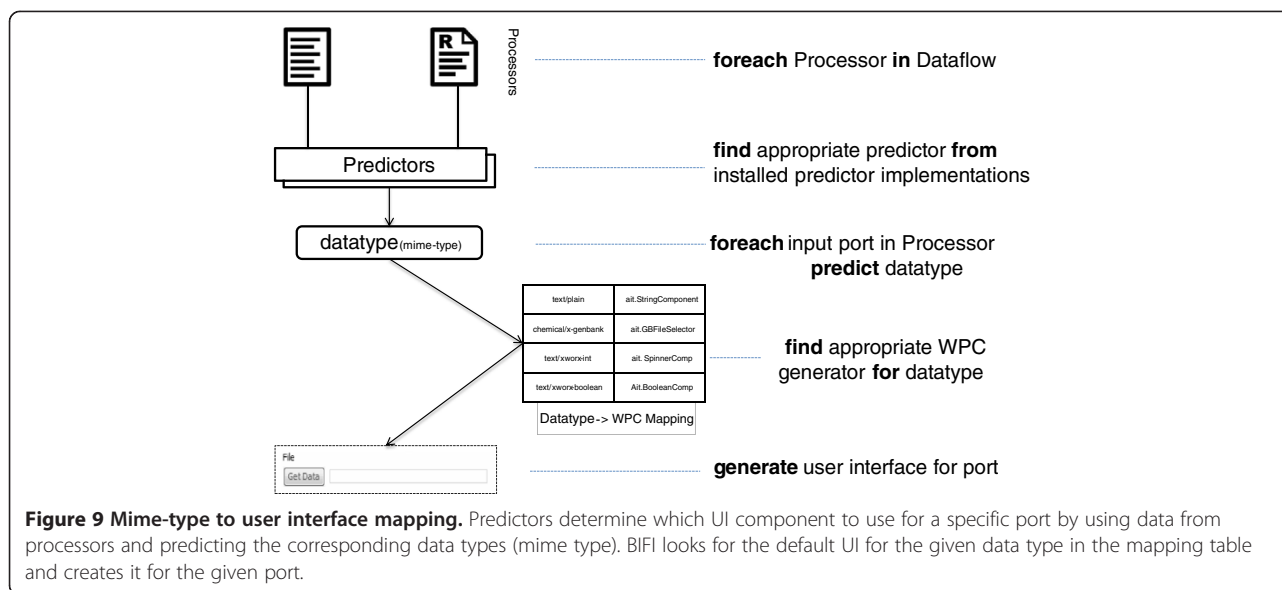 R
Processors
foreach Processor in Dataflow
Predictors
find appropriate predictor from
installed predictor implementations
datatype(mime-type)
foreach input port in Processor
predict datatype
text/plain ait.StringComponent
chemical/x-genbank ait.GBFileSelector
text/xworx-int ait. SpinnerComp
text/xworx-boolean Ait.BooleanComp
Datatype-> WPC Mapping
find appropriate WPC
generator for datatype
File
Get Data
generate user interface for port
Figure 9 Mime-type to user interface mapping. Predictors determine which UI component to use for a specific port by using data from
processors and predicting the corresponding data types (mime type). BIFI looks for the default UI for the given data type in the mapping table
and creates it for the given port.